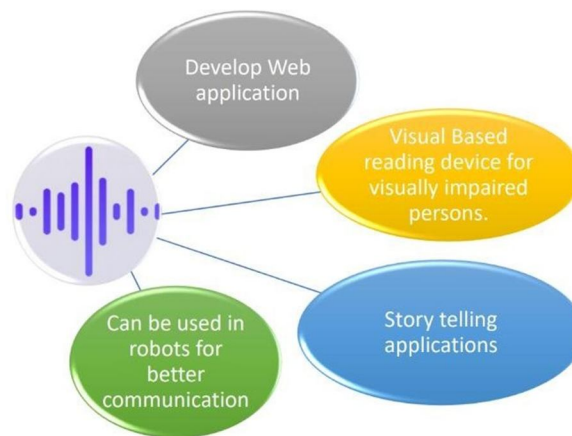 Develop Web
application
Visual Based
reading device for
visually impaired
persons.
Story telling
applications
Can be used in
robots for
better
communication